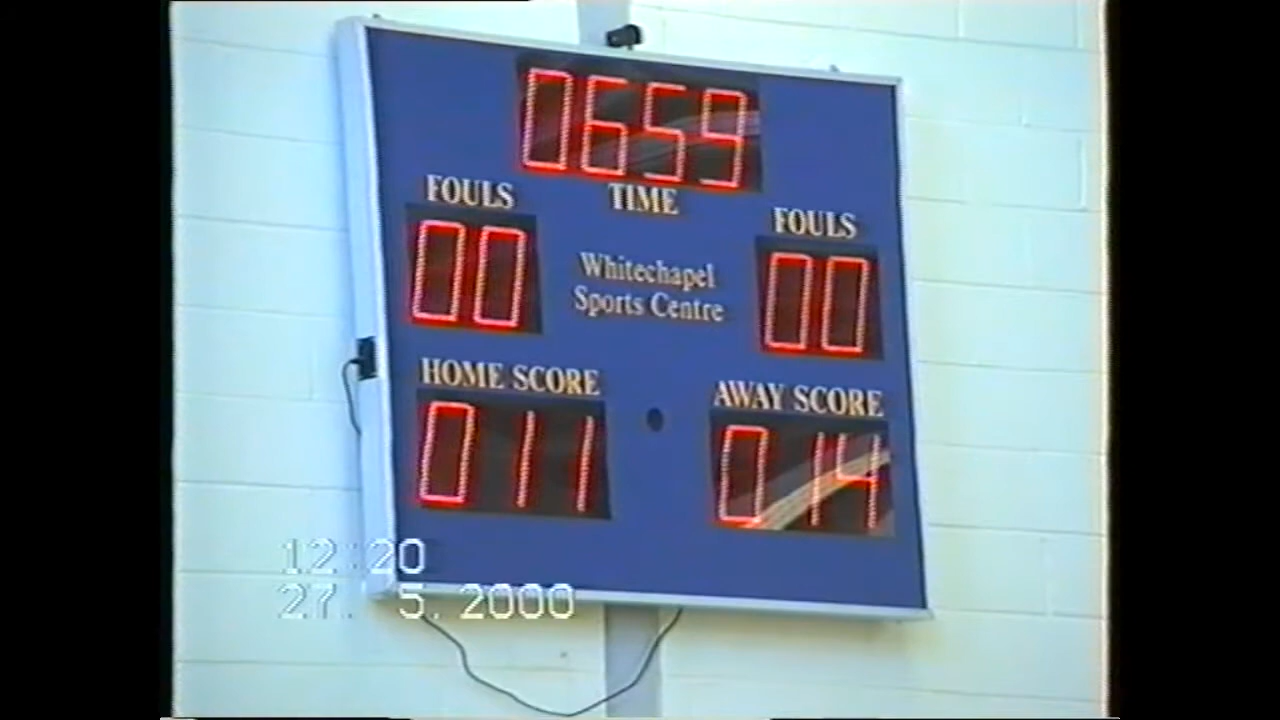 0659
TIME
FOULS
FOULS
00
00
Whitechapel
Sports Centre
HOME SCORE
AWAY SCORE
011
014
12:20
27. 5. 2000